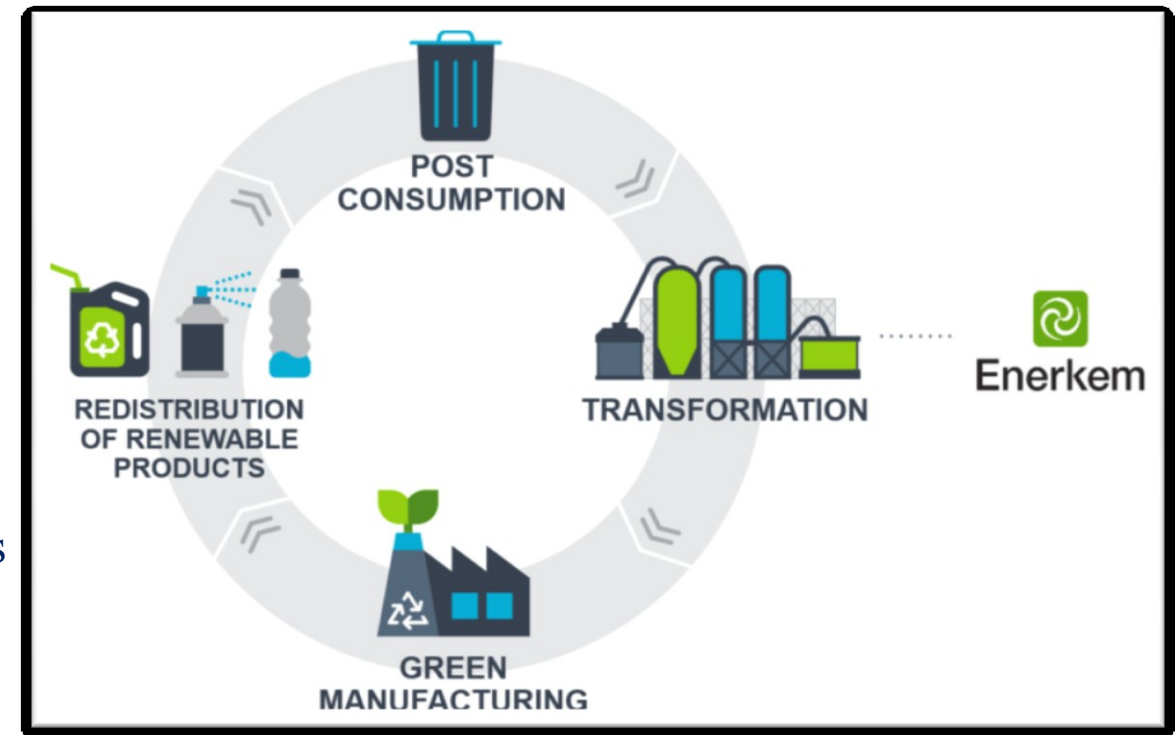 POST
CONSUMPTION
TRANSFORMATION
Enerkem
REDISTRIBUTION
OF RENEWABLE
PRODUCTS
s
GREEN
MANUFACTURING